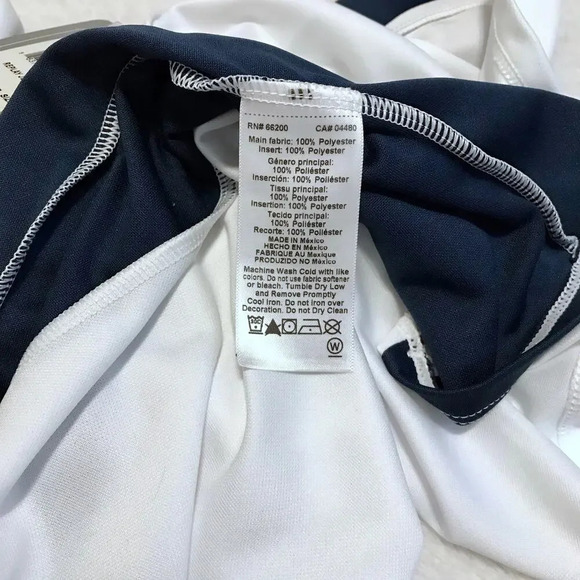 RN# 66200 CA# 04460
Main fabric: 100% Polyester
Insert: 100% Polyester
Género principal:
100% Poliéster
Inserción: 100% Poliéster
Tissu principal:
100% Polyester
Insertion: 100% Polyester
Tecido principal:
100% Poliéster
Recorte: 100% Poliéster
MADE IN México
HECHO EN México
FABRIQUÉ AU Mexique
PRODUZIDO NO México
Machine Wash Cold with like
colors. Do not use fabric softener
or bleach. Tumble Dry Low
and Remove Promptly
Cool iron. Do not iron over
Decoration. Do not Dry Clean
W